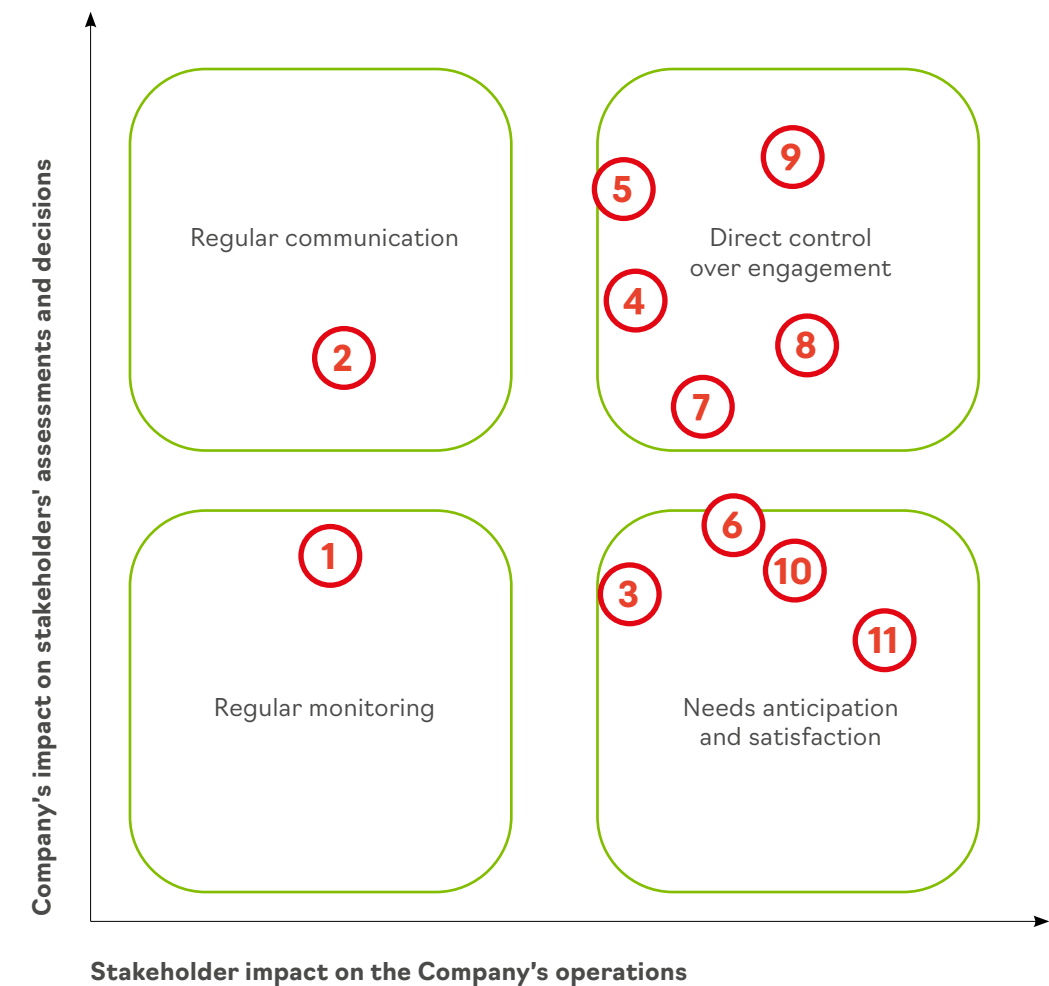 Company's impact on stakeholders' assessments and decisions
9
5
Regular communication
Direct control
over engagement
4
8
2
7
6
1
10
3
11
Regular monitoring
Needs anticipation
and satisfaction
Stakeholder impact on the Company's operations